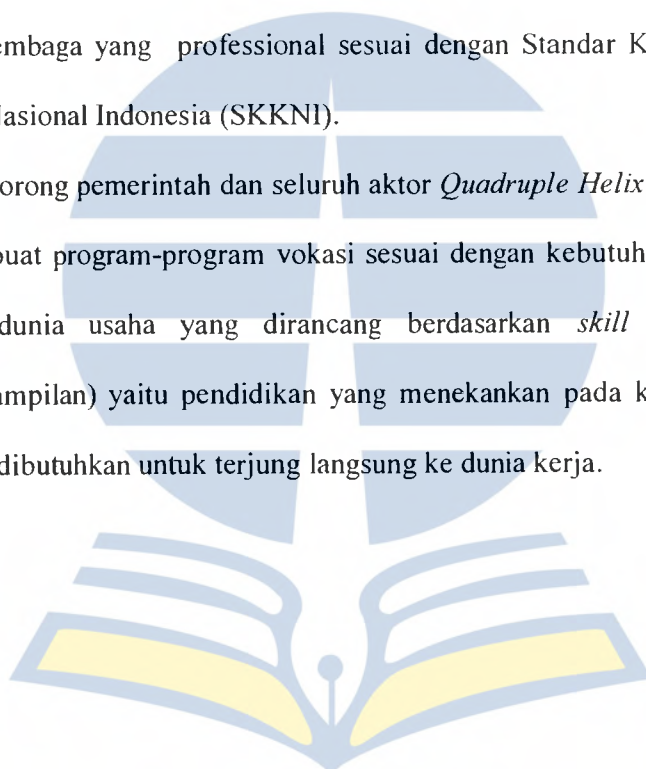 embaga yang professional sesuai dengan Standar K
Nasional Indonesia (SKKNI).
orong pemerintah dan seluruh aktor Quadruple Helix
buat program-program vokasi sesuai dengan kebutuh
dunia usaha yang dirancang berdasarkan skill
ampilan) yaitu pendidikan yang menekankan pada k
dibutuhkan untuk terjung langsung ke dunia kerja.